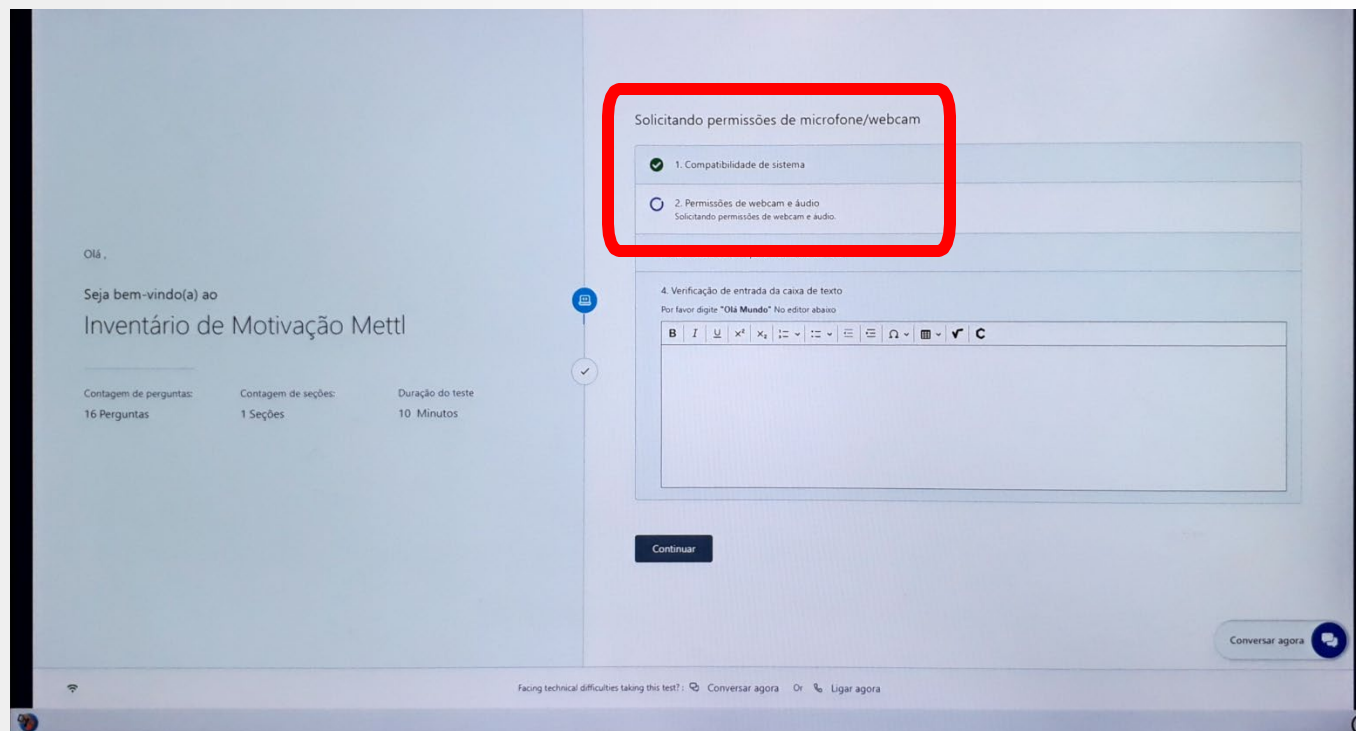 Solicitando permissões de microfone/webcam
1. Compatibilidade de sistema
2. Permissões de webcam e áudio
Solicitando permissões de webcam e áudio.
Olá ,
Seja bem-vindo(a) ao
Inventário de Motivação Mettl
Contagem de perguntas:
Contagem de seções:
Duração do teste
16 Perguntas
1 Seções
10 Minutos
4. Verificação de entrada da caixa de texto
Por favor digite "Olá Mundo" No editor abaixo
B I U x² x₂ Ω C
Continuar
Conversar agora
Facing technical difficulties taking this test? : Conversar agora Or Ligar agora